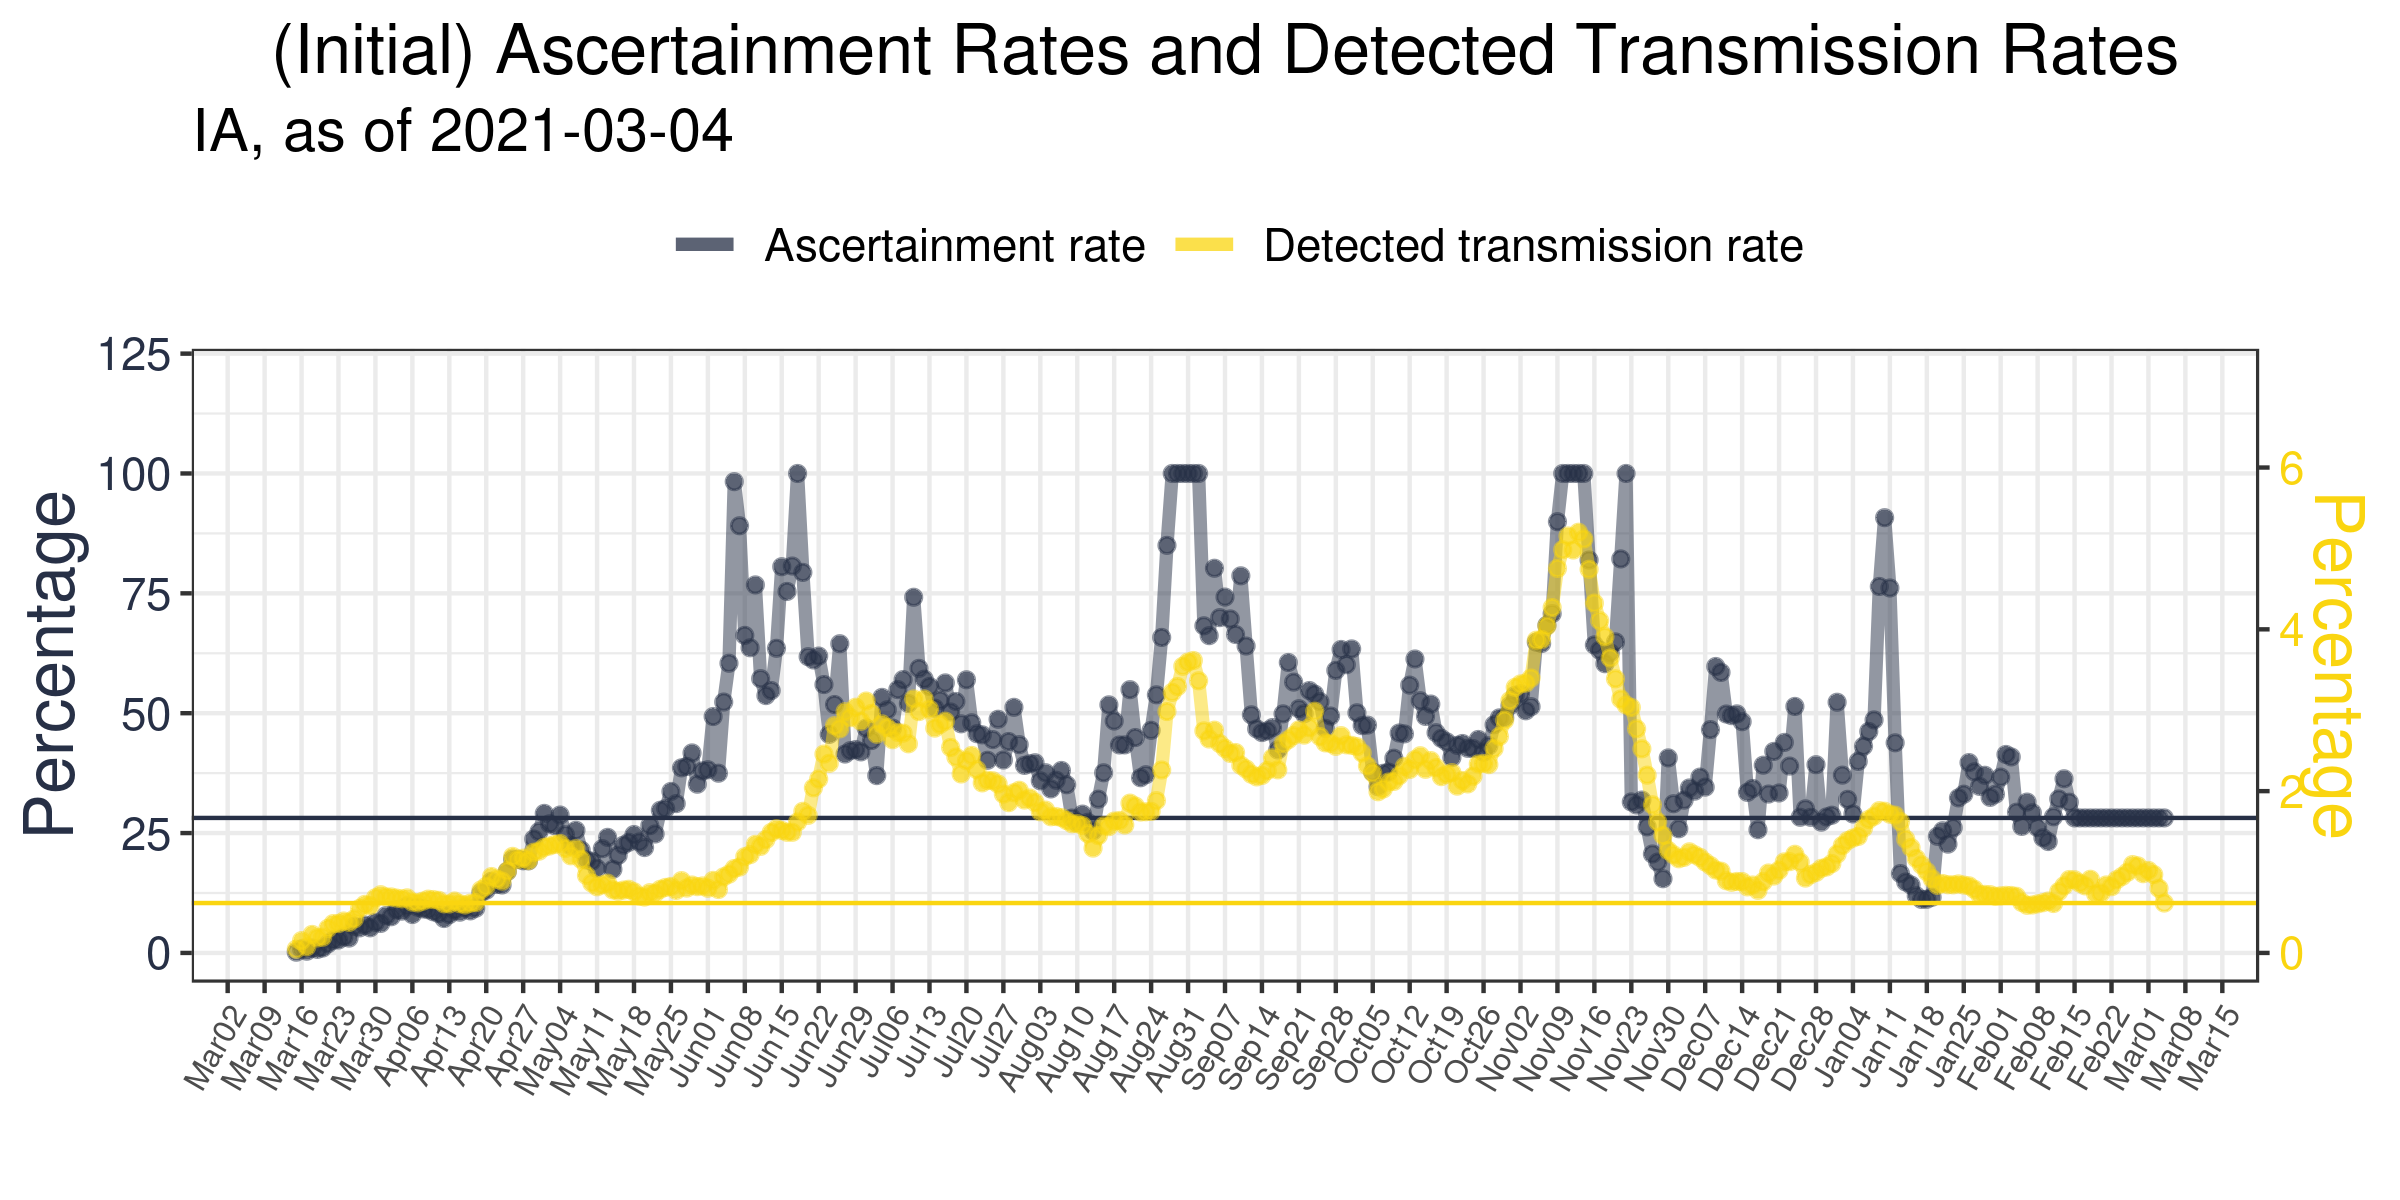 (Initial) Ascertainment Rates and Detected Transmission Rates
IA, as of 2021-03-04
Ascertainment rate
Detected transmission rate
Percentage
125
100
75
50
25
0
6
4
2
0
Percentage
Mar02
Mar09
Mar16
Mar23
Mar30
Apr06
Apr13
Apr20
Apr27
May04
May11
May18
May25
Jun01
Jun08
Jun15
Jun22
Jun29
Jul06
Jul13
Jul20
Jul27
Aug03
Aug10
Aug17
Aug24
Aug31
Sep07
Sep14
Sep21
Sep28
Oct05
Oct12
Oct19
Oct26
Nov02
Nov09
Nov16
Nov23
Nov30
Dec07
Dec14
Dec21
Dec28
Jan04
Jan11
Jan18
Jan25
Feb01
Feb08
Feb15
Feb22
Mar01
Mar08
Mar15